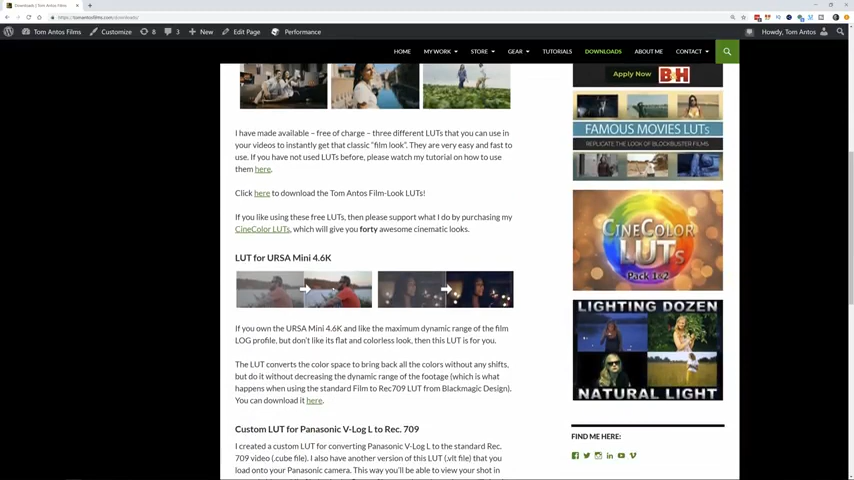 Downloads | Tom Antos Films
https://tomantosfilms.com/downloads/
Tom Antos Films
Customize
8
3
New
Edit Page
Performance
Howdy, Tom Antos
HOME
MY WORK
STORE
GEAR
TUTORIALS
DOWNLOADS
ABOUT ME
CONTACT
I have made available – free of charge – three different LUTs that you can use in
your videos to instantly get that classic “film look”. They are very easy and fast to
use. If you have not used LUTs before, please watch my tutorial on how to use
them here.
Click here to download the Tom Antos Film-Look LUTs!
If you like using these free LUTs, then please support what I do by purchasing my
CineColor LUTs, which will give you forty awesome cinematic looks.
LUT for URSA Mini 4.6K
If you own the URSA Mini 4.6K and like the maximum dynamic range of the film
LOG profile, but don’t like its flat and colorless look, then this LUT is for you.
The LUT converts the color space to bring back all the colors without any shifts,
but do it without decreasing the dynamic range of the footage (which is what
happens when using the standard Film to Rec709 LUT from Blackmagic Design).
You can download it here.
Custom LUT for Panasonic V-Log L to Rec. 709
I created a custom LUT for converting Panasonic V-Log L to the standard Rec.
709 video (.cube file). I also have another version of this LUT (.vlt file) that you
load onto your Panasonic camera. This way you’ll be able to view your shot in
Apply Now
B&H
FAMOUS MOVIES LUTs
REPLICATE THE LOOK OF BLOCKBUSTER FILMS
CINECOLOR
LUTs
Pack 1&2
LIGHTING DOZEN
NATURAL LIGHT
FIND ME HERE: